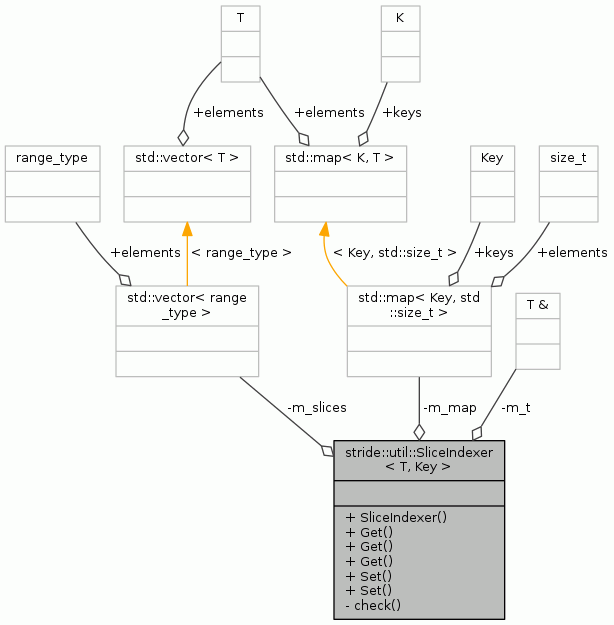 T
K
+elements
+elements
+keys
range_type
std::vector< T >
std::map< K, T >
Key
size_t
+elements
< range_type >
< Key, std::size_t >
+keys
+elements
std::vector< range
_type >
std::map< Key, std
::size_t >
T &
-m_slices
-m_map
-m_t
stride::util::SliceIndexer
< T, Key >
+ SliceIndexer()
+ Get()
+ Get()
+ Get()
+ Set()
+ Set()
- check()